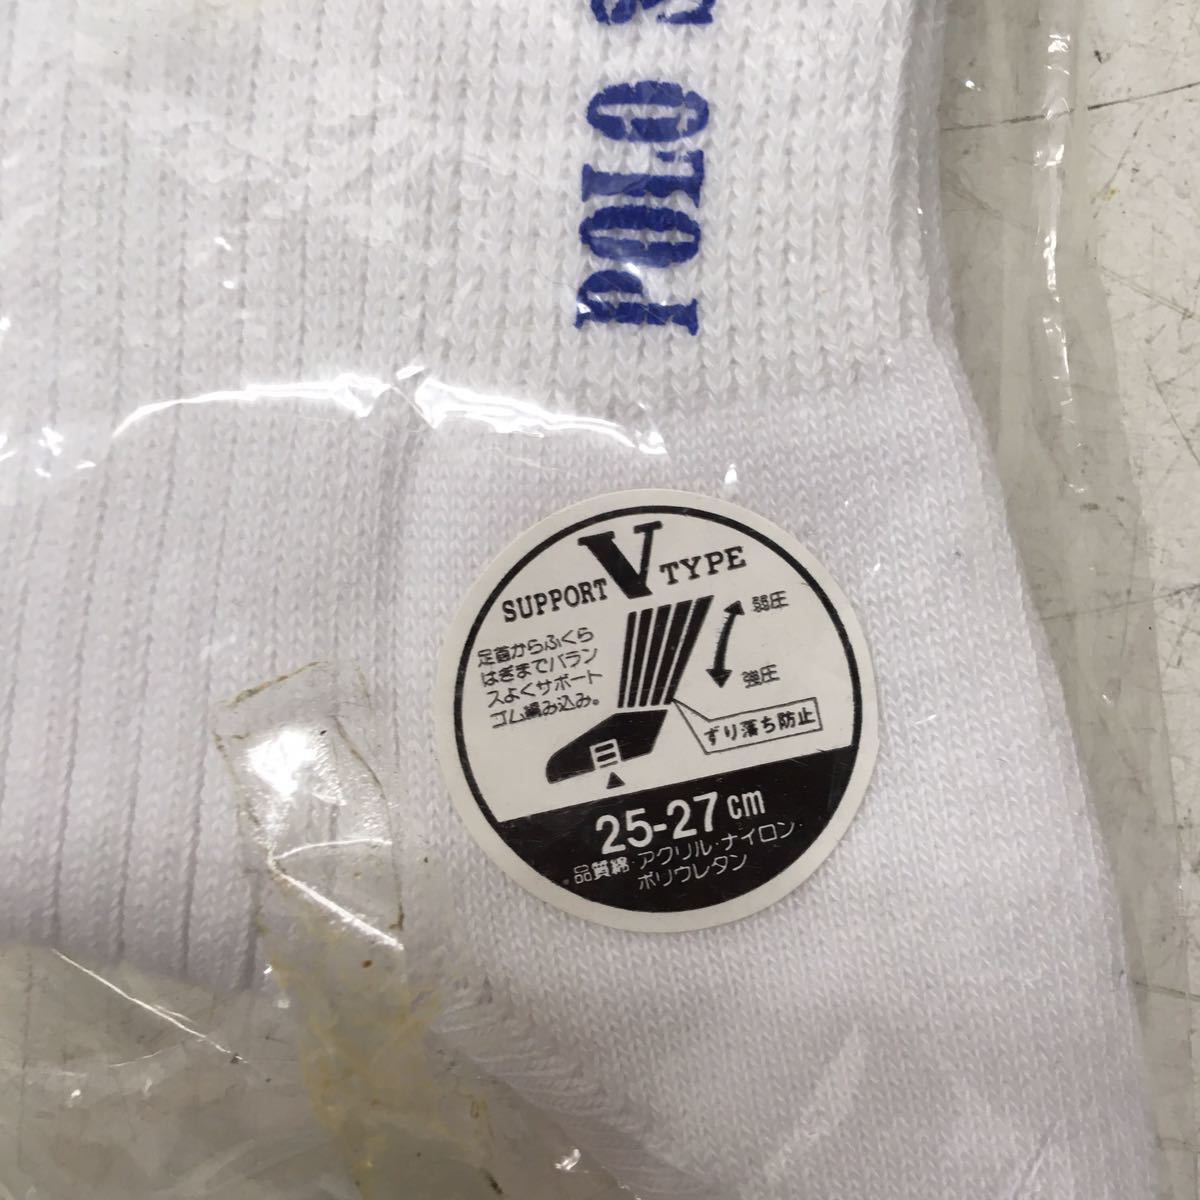 POLO
SUPPORT V TYPE
足首からふくら
はぎまでバラン
スよくサポート
ゴム編み込み。
弱圧
強圧
ずり落ち防止
25-27cm
品質綿・アクリル・ナイロン・
ポリウレタン